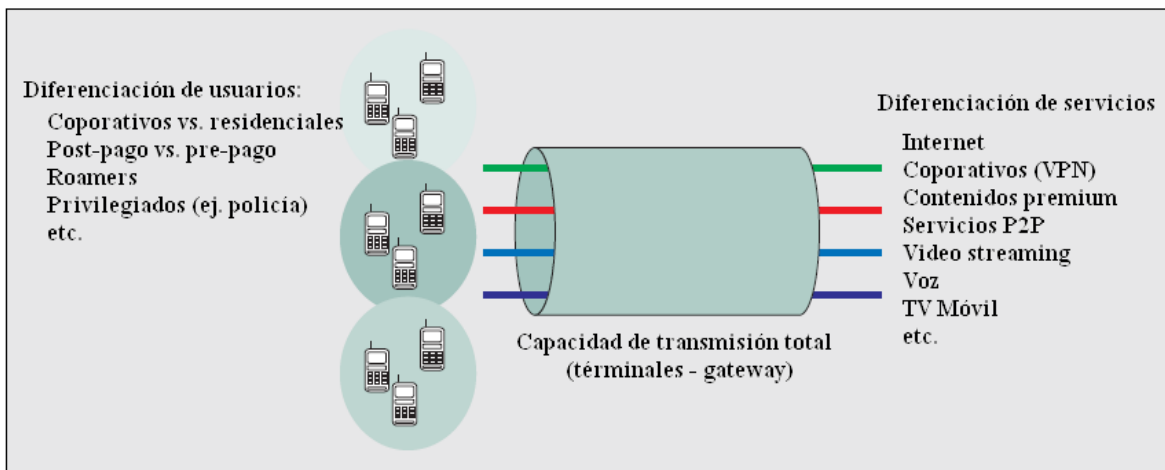 Diferenciación de usuarios:
Coporativos vs. residenciales
Post-pago vs. pre-pago
Roamers
Privilegiados (ej. policía)
etc.
Capacidad de transmisión total
(términales - gateway)
Diferenciación de servicios
Internet
Coporativos (VPN)
Contenidos premium
Servicios P2P
Video streaming
Voz
TV Móvil
etc.